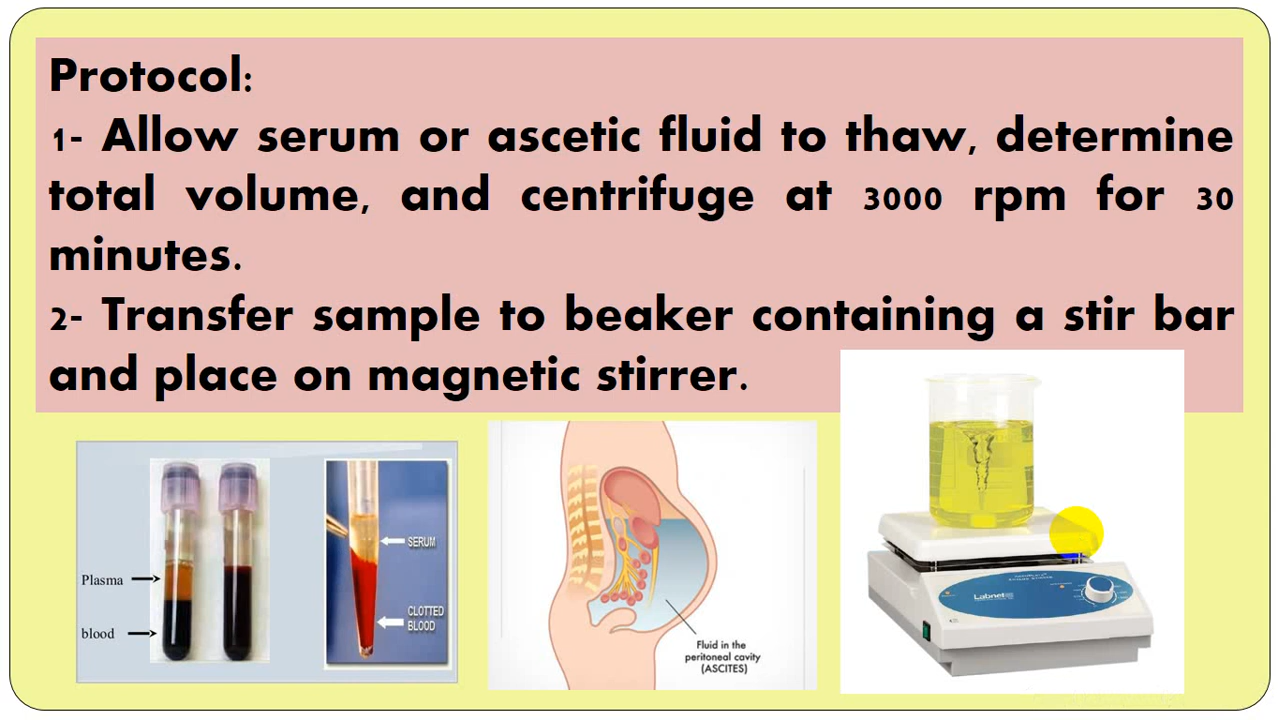 Protocol:
1- Allow serum or ascetic fluid to thaw, determine
total volume, and centrifuge at 3000 rpm for 30
minutes.
2- Transfer sample to beaker containing a stir bar
and place on magnetic stirrer.
Plasma
blood
SERUM
CLOTTED
BLOOD
Fluid in the
peritoneal cavity
(ASCITES)
Labnet